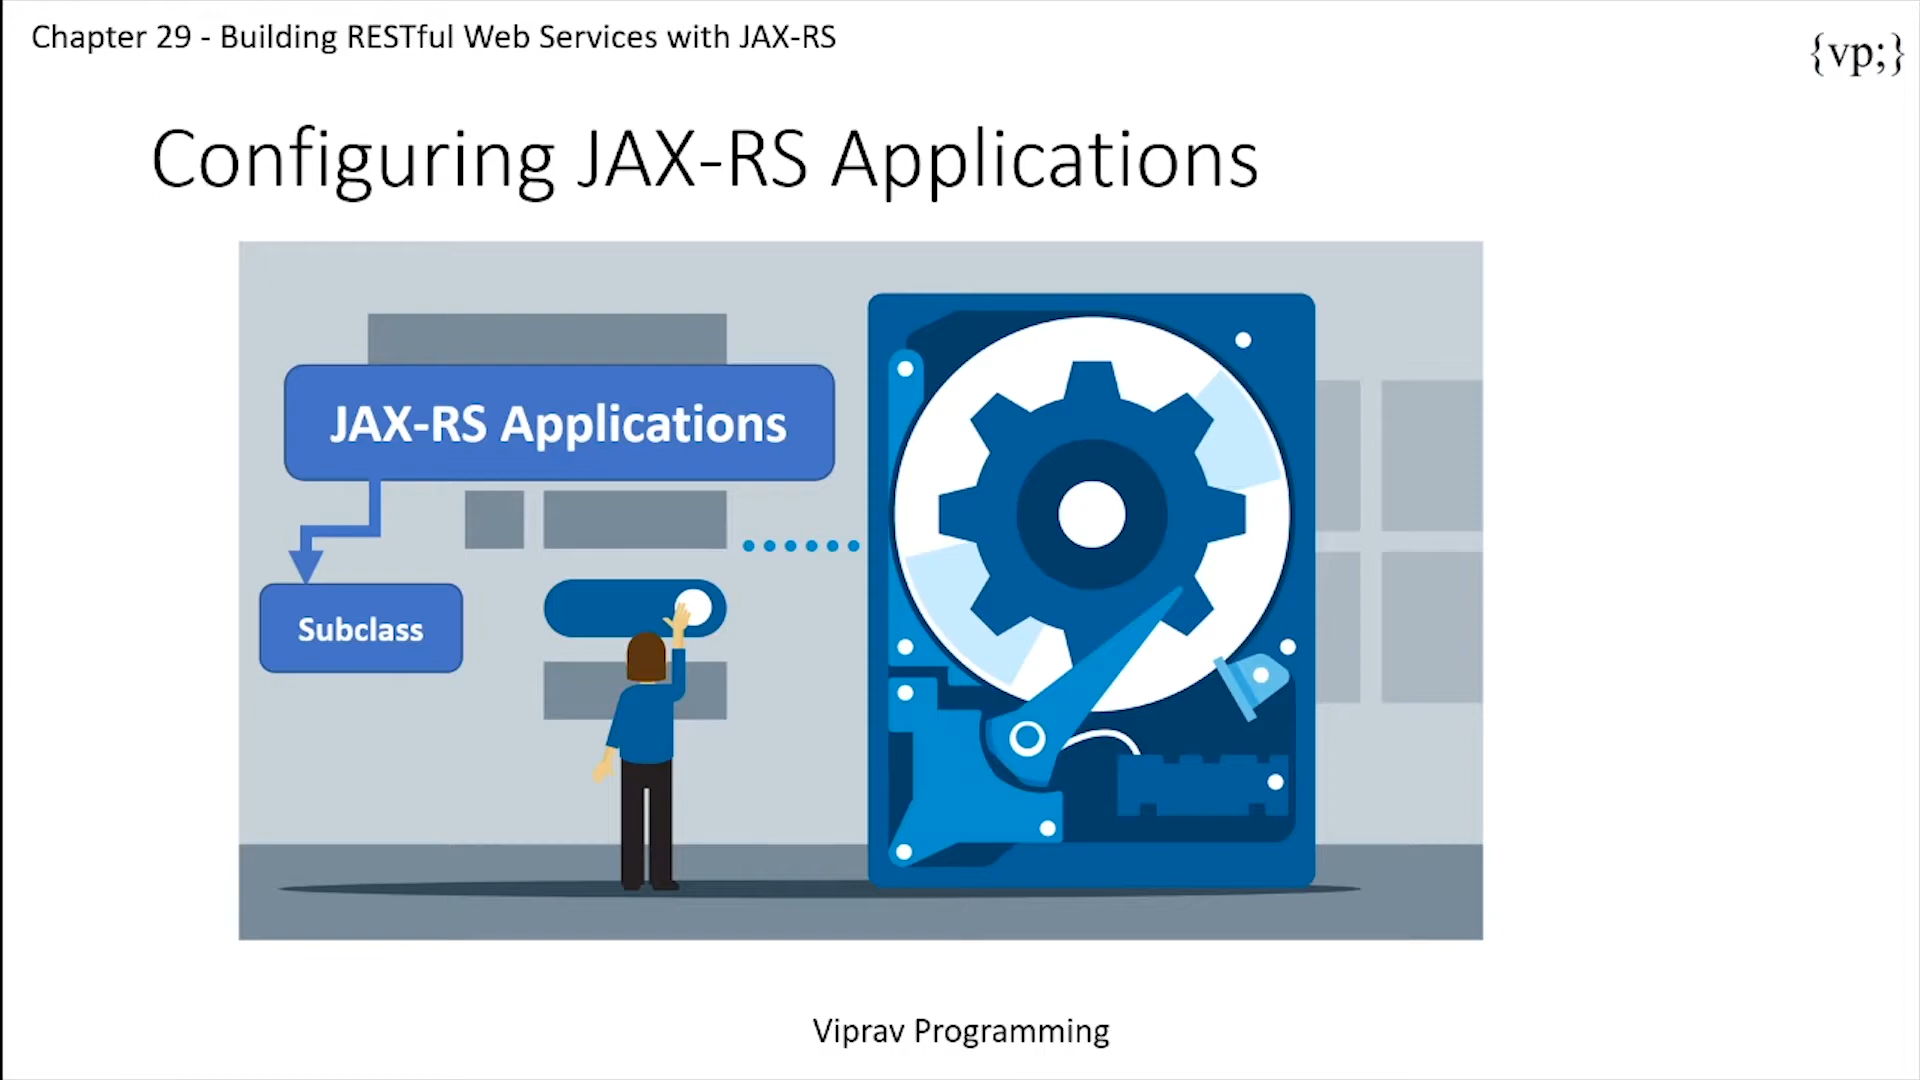 Chapter 29 - Building RESTful Web Services with JAX-RS
{vp;}
Configuring JAX-RS Applications
JAX-RS Applications
Subclass
Viprav Programming